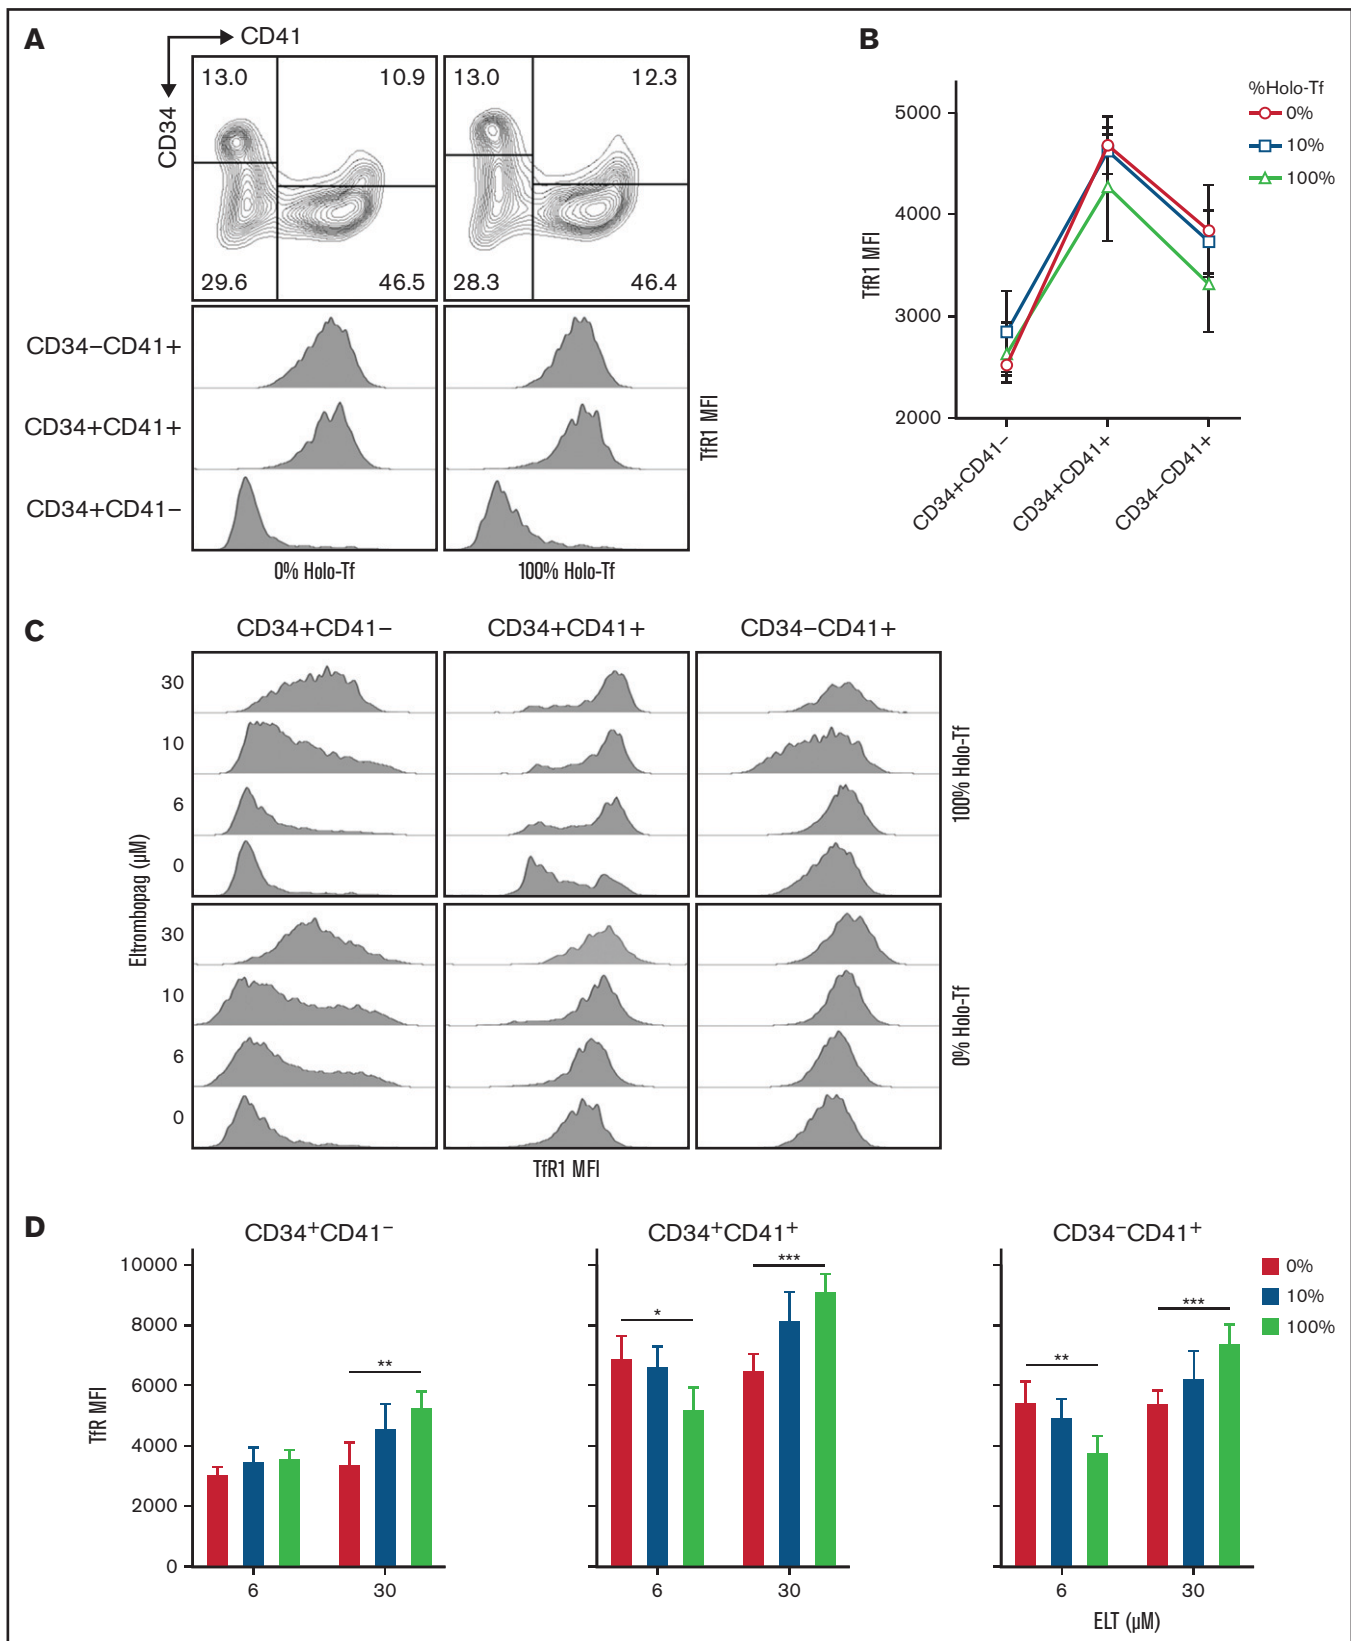 A
CD41
CD34
13.0 10.9
29.6 46.5
13.0 12.3
28.3 46.4
CD34–CD41+
CD34+CD41+
CD34+CD41–
TfR1 MFI
0% Holo-Tf
100% Holo-Tf
B
TfR1 MFI
5000
4000
3000
2000
CD34+CD41–
CD34+CD41+
CD34–CD41+
%Holo-Tf
0%
10%
100%
C
CD34+CD41–
CD34+CD41+
CD34–CD41+
Eltrombopag (µM)
30
10
6
0
100% Holo-Tf
30
10
6
0
0% Holo-Tf
TfR1 MFI
D
TfR MFI
10000
8000
6000
4000
2000
0
CD34⁺CD41⁻
**
6 30
CD34⁺CD41⁺
*
***
6 30
CD34⁻CD41⁺
**
***
6 30
ELT (µM)
0%
10%
100%